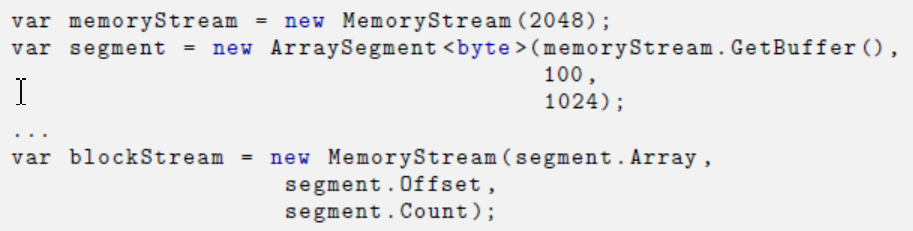 var memoryStream = new MemoryStream(2048);
var segment = new ArraySegment<byte>(memoryStream.GetBuffer(),
100,
1024);
...
var blockStream = new MemoryStream(segment.Array,
segment.Offset,
segment.Count);